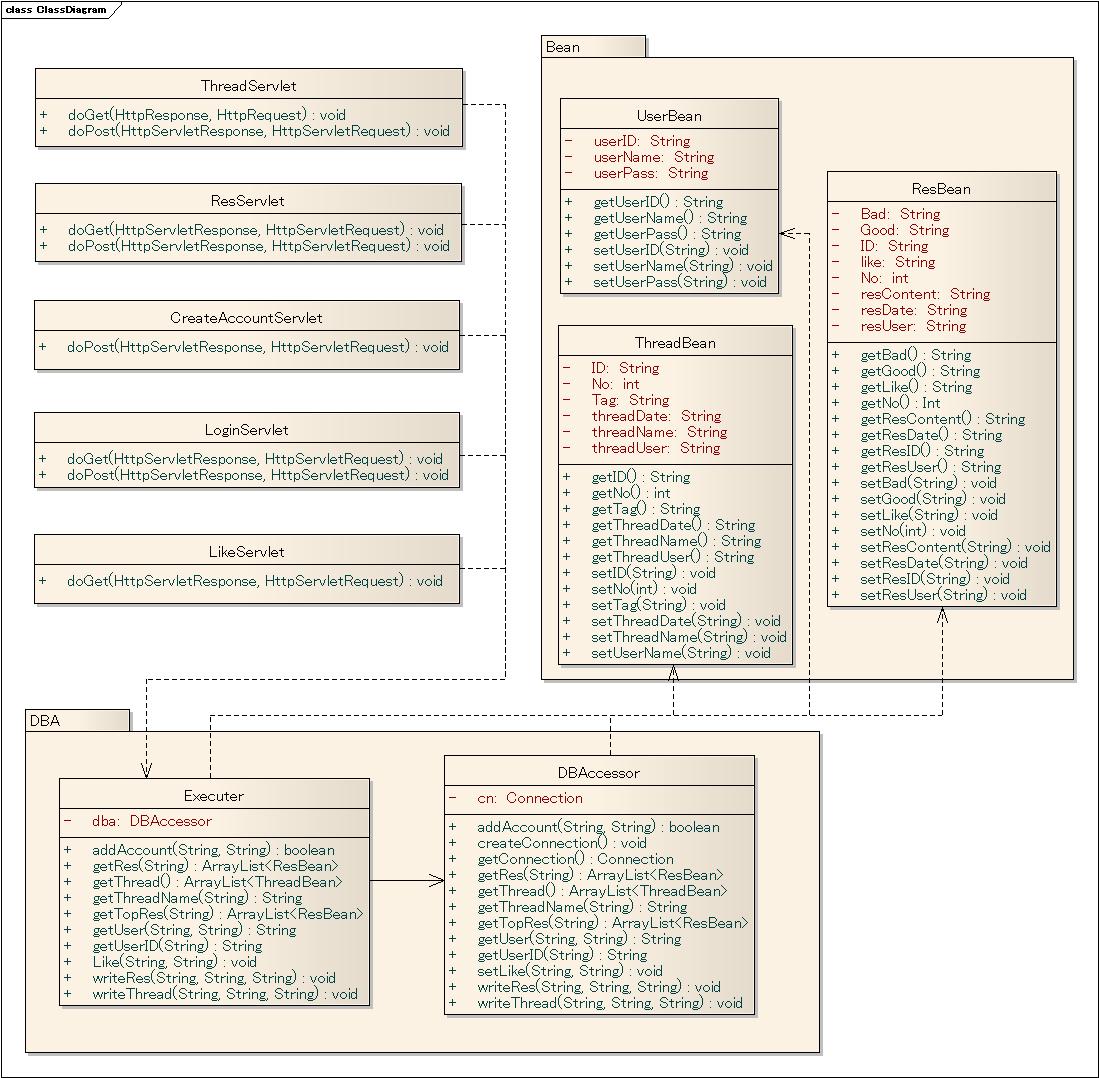 class ClassDiagram
ThreadServlet
+ doGet(HttpResponse, HttpRequest) : void
+ doPost(HttpServletResponse, HttpServletRequest) : void
ResServlet
+ doGet(HttpServletResponse, HttpServletRequest) : void
+ doPost(HttpServletResponse, HttpServletRequest) : void
CreateAccountServlet
+ doPost(HttpServletResponse, HttpServletRequest) : void
LoginServlet
+ doGet(HttpServletResponse, HttpServletRequest) : void
+ doPost(HttpServletResponse, HttpServletRequest) : void
LikeServlet
+ doGet(HttpServletResponse, HttpServletRequest) : void
Bean
UserBean
- userID: String
- userName: String
- userPass: String
+ getUserID() : String
+ getUserName() : String
+ getUserPass() : String
+ setUserID(String) : void
+ setUserName(String) : void
+ setUserPass(String) : void
ThreadBean
- ID: String
- No: int
- Tag: String
- threadDate: String
- threadName: String
- threadUser: String
+ getID() : String
+ getNo() : int
+ getTag() : String
+ getThreadDate() : String
+ getThreadName() : String
+ getThreadUser() : String
+ setID(String) : void
+ setNo(int) : void
+ setTag(String) : void
+ setThreadDate(String) : void
+ setThreadName(String) : void
+ setUserName(String) : void
ResBean
- Bad: String
- Good: String
- ID: String
- like: String
- No: int
- resContent: String
- resDate: String
- resUser: String
+ getBad() : String
+ getGood() : String
+ getLike() : String
+ getNo() : Int
+ getResContent() : String
+ getResDate() : String
+ getResID() : String
+ getResUser() : String
+ setBad(String) : void
+ setGood(String) : void
+ setLike(String) : void
+ setNo(int) : void
+ setResContent(String) : void
+ setResDate(String) : void
+ setResID(String) : void
+ setResUser(String) : void
DBA
Executer
- dba: DBAccessor
+ addAccount(String, String) : boolean
+ getRes(String) : ArrayList<ResBean>
+ getThread() : ArrayList<ThreadBean>
+ getThreadName(String) : String
+ getTopRes(String) : ArrayList<ResBean>
+ getUser(String, String) : String
+ getUserID(String) : String
+ Like(String, String) : void
+ writeRes(String, String, String) : void
+ writeThread(String, String, String) : void
DBAccessor
- cn: Connection
+ addAccount(String, String) : boolean
+ createConnection() : void
+ getConnection() : Connection
+ getRes(String) : ArrayList<ResBean>
+ getThread() : ArrayList<ThreadBean>
+ getThreadName(String) : String
+ getTopRes(String) : ArrayList<ResBean>
+ getUser(String, String) : String
+ getUserID(String) : String
+ setLike(String, String) : void
+ writeRes(String, String, String) : void
+ writeThread(String, String, String) : void